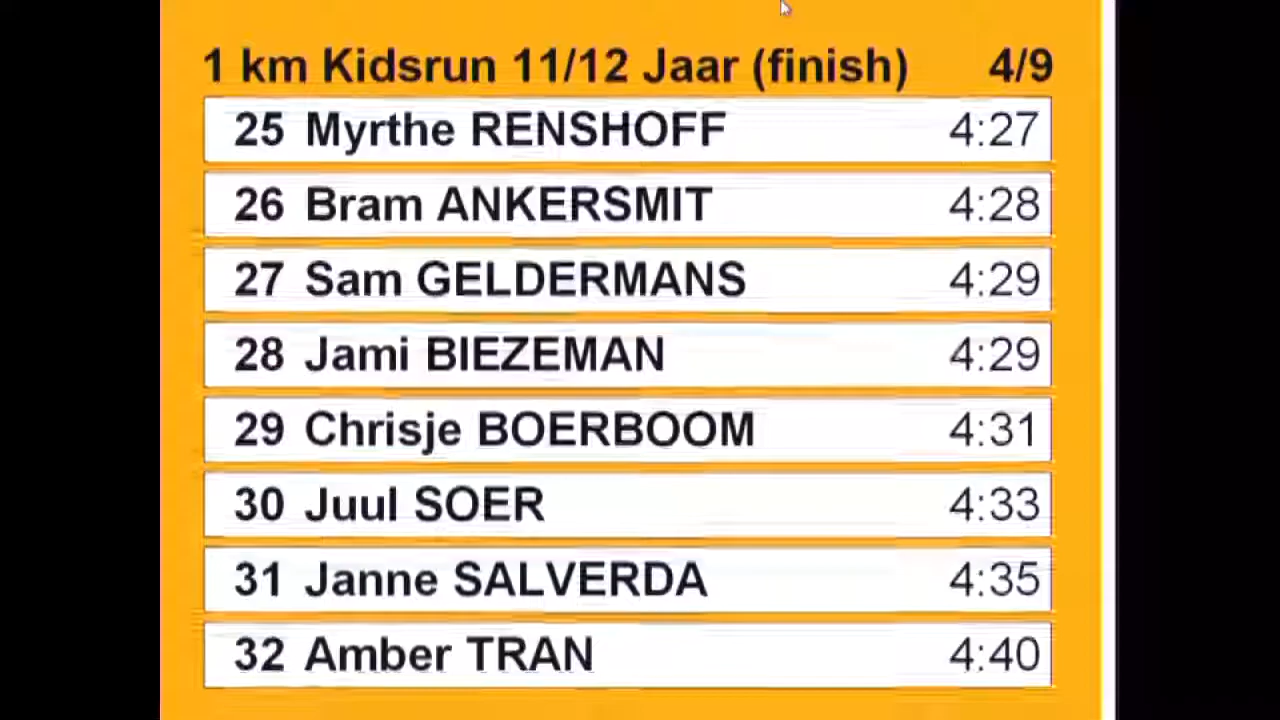 1 km Kidsrun 11/12 Jaar (finish) 4/9
25 Myrthe RENSHOFF 4:27
26 Bram ANKERSMIT 4:28
27 Sam GELDERMANS 4:29
28 Jami BIEZEMAN 4:29
29 Chrisje BOERBOOM 4:31
30 Juul SOER 4:33
31 Janne SALVERDA 4:35
32 Amber TRAN 4:40